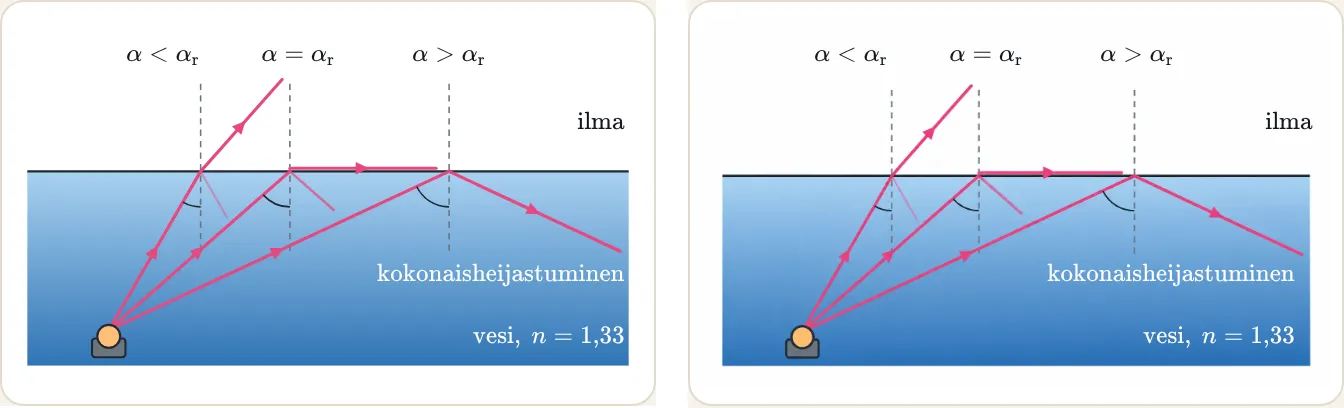 α < αᵣ α = αᵣ α > αᵣ
ilma
kokonaisheijastuminen
vesi, n = 1,33
α < αᵣ α = αᵣ α > αᵣ
ilma
kokonaisheijastuminen
vesi, n = 1,33